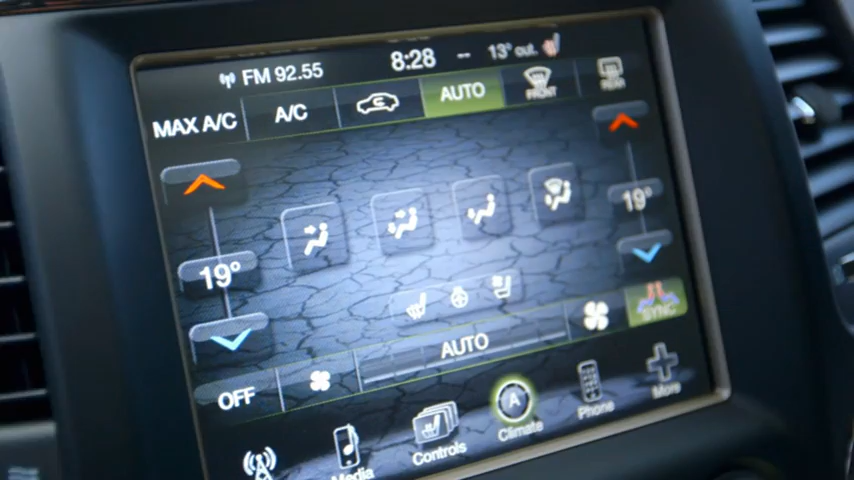 FM 92.55 8:28 -- 13° out.
MAX A/C A/C AUTO FRONT REAR
19° 19°
SYNC
OFF AUTO
Media Controls Climate Phone More
A